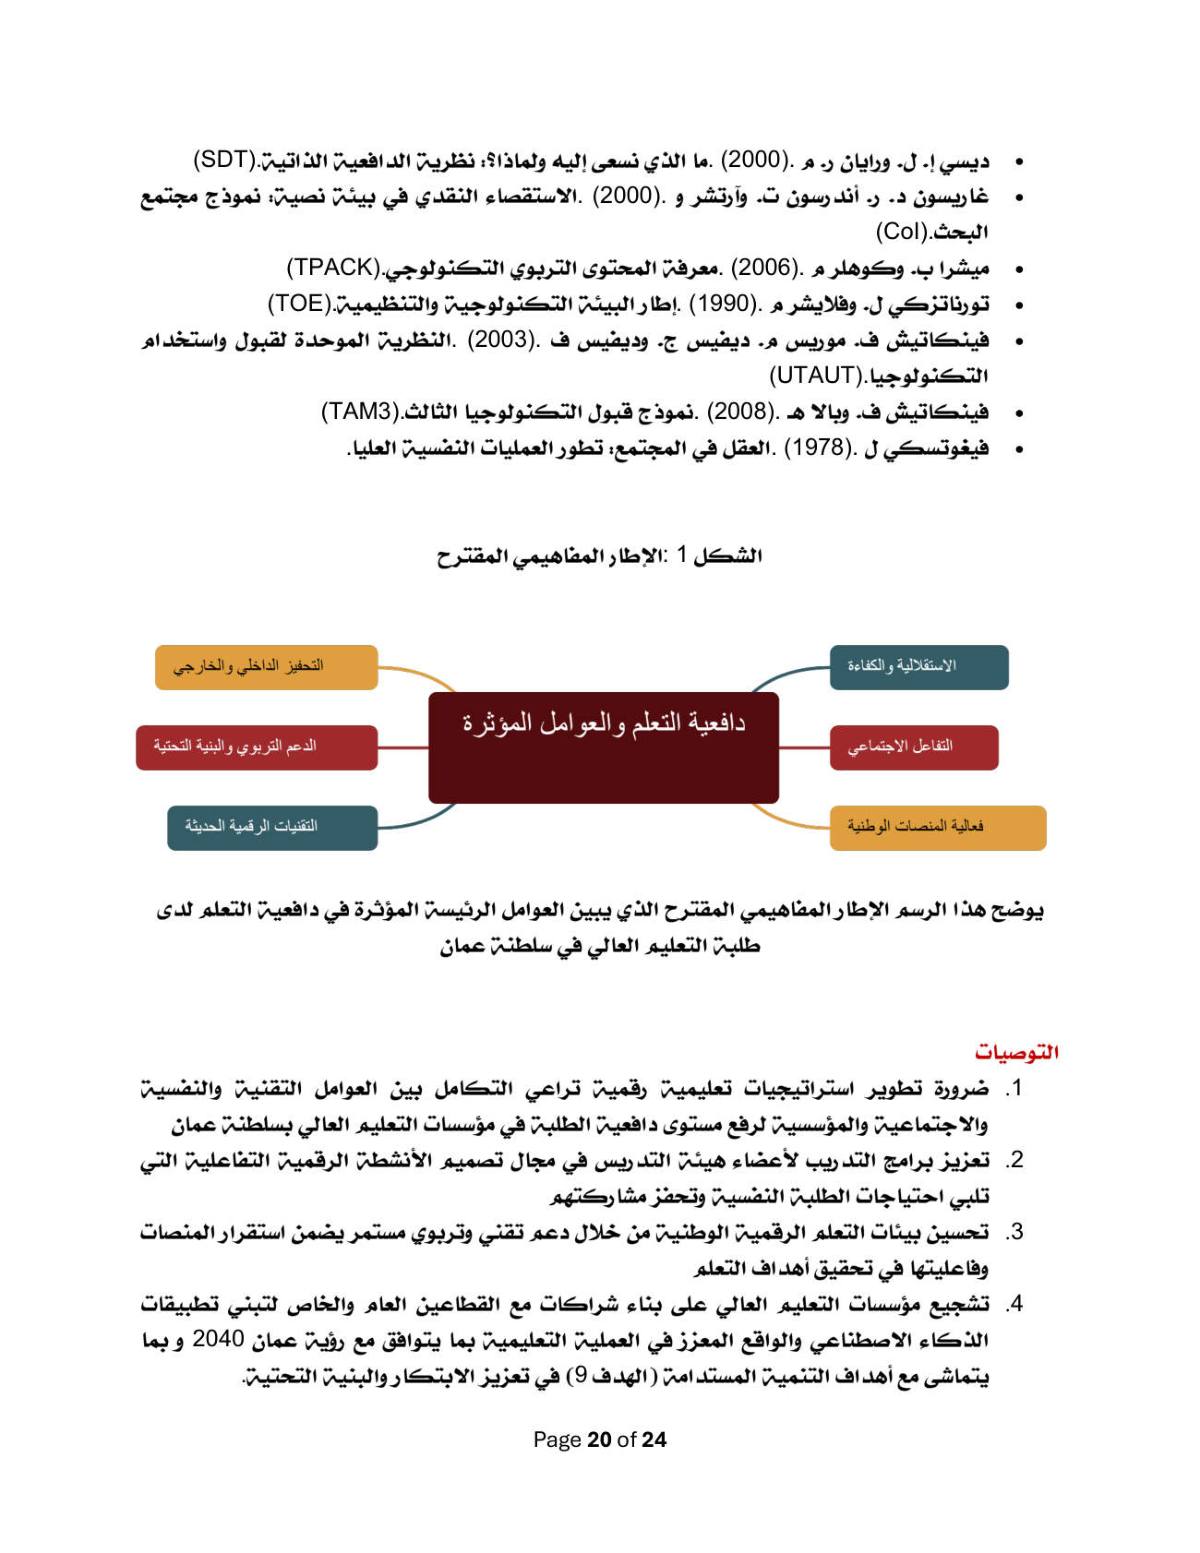 • ديسي إ. ل. ورايان ر. م .(2000). ما الذي نسعى إليه ولماذا؟: نظرية الدافعية الذاتية.(SDT)
• غاريسون د. ر. أندرسون ت. وآرتشر و .(2000). الاستقصاء النقدي في بيئة نصية: نموذج مجتمع
البحث.(CoI)
• ميشرا ب. وكوهلر م .(2006). معرفة المحتوى التربوي التكنولوجي.(TPACK)
• تورناتزكي ل. وفلايشر م .(1990). إطار البيئة التكنولوجية والتنظيمية.(TOE)
• فينكاتيش ف. موريس م. ديفيس ج. وديفيس ف .(2003). النظرية الموحدة لقبول واستخدام
التكنولوجيا.(UTAUT)
• فينكاتيش ف. وبالا هـ .(2008). نموذج قبول التكنولوجيا الثالث.(TAM3)
• فيغوتسكي ل .(1978). العقل في المجتمع: تطور العمليات النفسية العليا.
الشكل 1 :الإطار المفاهيمي المقترح
الاستقلالية والكفاءة
التحفيز الداخلي والخارجي
دافعية التعلم والعوامل المؤثرة
التفاعل الاجتماعي
الدعم التربوي والبنية التحتية
فعالية المنصات الوطنية
التقنيات الرقمية الحديثة
يوضح هذا الرسم الإطار المفاهيمي المقترح الذي يبين العوامل الرئيسة المؤثرة في دافعية التعلم لدى
طلبة التعليم العالي في سلطنة عمان
التوصيات
1. ضرورة تطوير استراتيجيات تعليمية رقمية تراعي التكامل بين العوامل التقنية والنفسية
والاجتماعية والمؤسسية لرفع مستوى دافعية الطلبة في مؤسسات التعليم العالي بسلطنة عمان
2. تعزيز برامج التدريب لأعضاء هيئة التدريس في مجال تصميم الأنشطة الرقمية التفاعلية التي
تلبي احتياجات الطلبة النفسية وتحفز مشاركتهم
3. تحسين بيئات التعلم الرقمية الوطنية من خلال دعم تقني وتربوي مستمر يضمن استقرار المنصات
وفاعليتها في تحقيق أهداف التعلم
4. تشجيع مؤسسات التعليم العالي على بناء شراكات مع القطاعين العام والخاص لتبني تطبيقات
الذكاء الاصطناعي والواقع المعزز في العملية التعليمية بما يتوافق مع رؤية عمان 2040 و بما
يتماشى مع أهداف التنمية المستدامة (الهدف 9) في تعزيز الابتكار والبنية التحتية.
Page 20 of 24